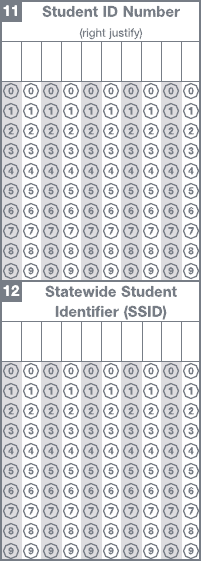 11 Student ID Number
(right justify)
0 0 0 0 0 0 0 0 0 0
1 1 1 1 1 1 1 1 1 1
2 2 2 2 2 2 2 2 2 2
3 3 3 3 3 3 3 3 3 3
4 4 4 4 4 4 4 4 4 4
5 5 5 5 5 5 5 5 5 5
6 6 6 6 6 6 6 6 6 6
7 7 7 7 7 7 7 7 7 7
8 8 8 8 8 8 8 8 8 8
9 9 9 9 9 9 9 9 9 9
12 Statewide Student
Identifier (SSID)
0 0 0 0 0 0 0 0 0 0
1 1 1 1 1 1 1 1 1 1
2 2 2 2 2 2 2 2 2 2
3 3 3 3 3 3 3 3 3 3
4 4 4 4 4 4 4 4 4 4
5 5 5 5 5 5 5 5 5 5
6 6 6 6 6 6 6 6 6 6
7 7 7 7 7 7 7 7 7 7
8 8 8 8 8 8 8 8 8 8
9 9 9 9 9 9 9 9 9 9